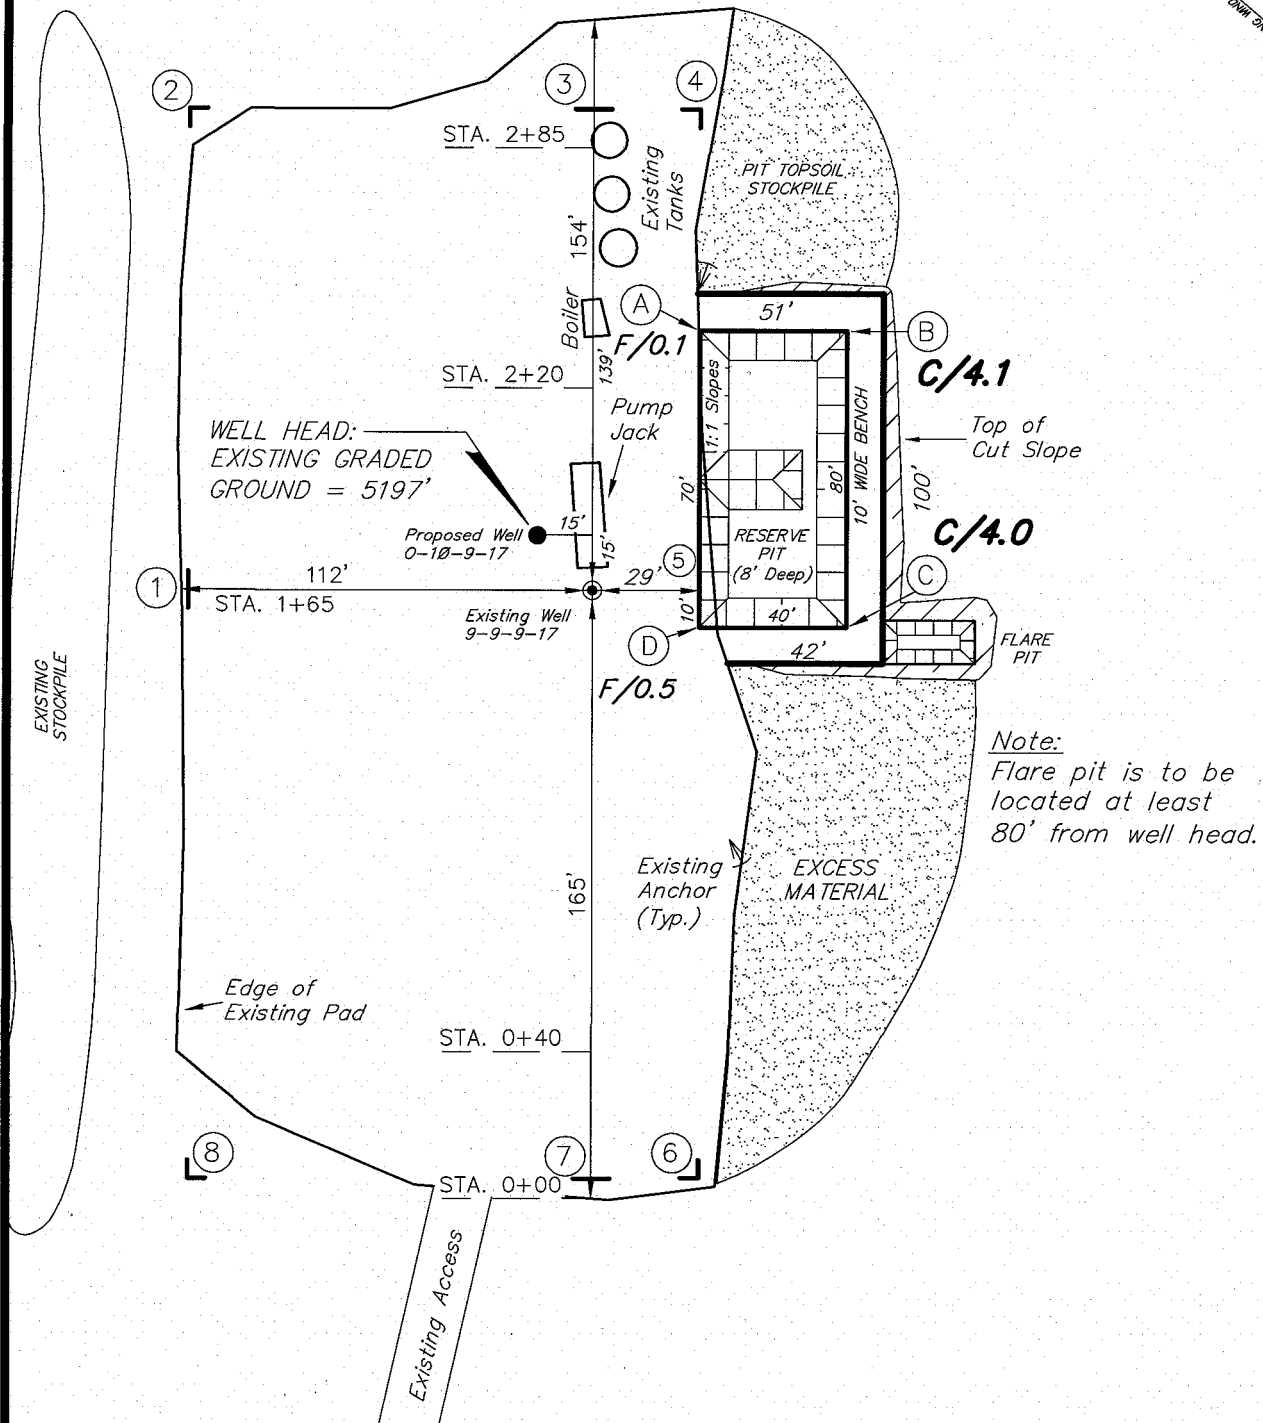 2
3
4
STA. 2+85
Existing
Tanks
PIT TOPSOIL
STOCKPILE
154'
Boiler
A
F/0.1
51'
B
C/4.1
139'
STA. 2+20
1:1 Slopes
Pump
Jack
10' WIDE BENCH
Top of
Cut Slope
WELL HEAD:
EXISTING GRADED
GROUND = 5197'
70'
80'
100'
Proposed Well
O-10-9-17
15'
15'
RESERVE
PIT
(8' Deep)
C/4.0
1
112'
STA. 1+65
29'
5
C
Existing Well
9-9-9-17
10'
40'
D
42'
FLARE
PIT
F/0.5
EXISTING
STOCKPILE
Note:
Flare pit is to be
located at least
80' from well head.
Existing
Anchor
(Typ.)
EXCESS
MATERIAL
165'
Edge of
Existing Pad
STA. 0+40
8
7
6
STA. 0+00
Existing Access